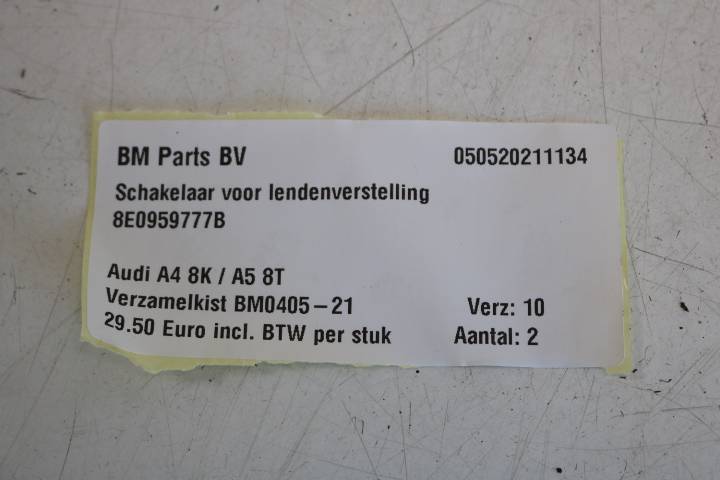 BM Parts BV 050520211134
Schakelaar voor lendenverstelling
8E0959777B
Audi A4 8K / A5 8T
Verzamelkist BM0405-21 Verz: 10
29.50 Euro incl. BTW per stuk Aantal: 2